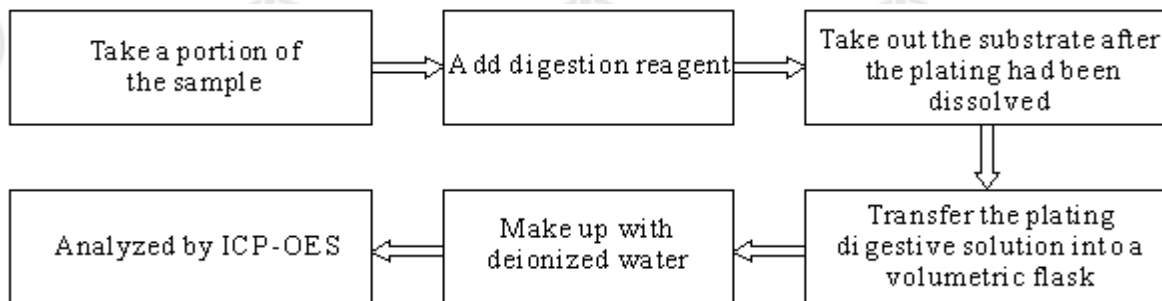 Take a portion of
the sample
Add digestion reagent
Take out the substrate after
the plating had been
dissolved
Transfer the plating
digestive solution into a
volumetric flask
Make up with
deionized water
Analyzed by ICP-OES